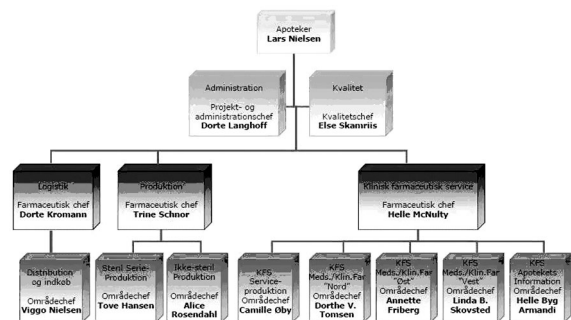 Apoteker
Lars Nielsen
Administration
Projekt- og
administrationschef
Dorte Langhoff
Kvalitet
Kvalitetschef
Else Skanriis
Logistik
Farmaceutisk chef
Dorte Kromann
Produktion
Farmaceutisk chef
Trine Schnor
Klinisk farmaceutisk service
Farmaceutisk chef
Helle McNulty
Distribution
og indkøb
Områdechef
Viggo Nielsen
Steril Serie-
Produktion
Områdechef
Tove Hansen
Ikke-steril
Produktion
Områdechef
Alice
Rosendahl
KFS
Service-
produktion
Områdechef
Camille Øby
KFS
Meds./Klin.Far
"Nord"
Områdechef
Dorthe V.
Tomsen
KFS
Meds./Klin.Far
"Øst"
Områdechef
Annette
Friberg
KFS
Meds./Klin.Far
"Vest"
Områdechef
Linda B.
Skovsted
KFS
Apotekets
Information
Områdechef
Helle Byg
Armandi